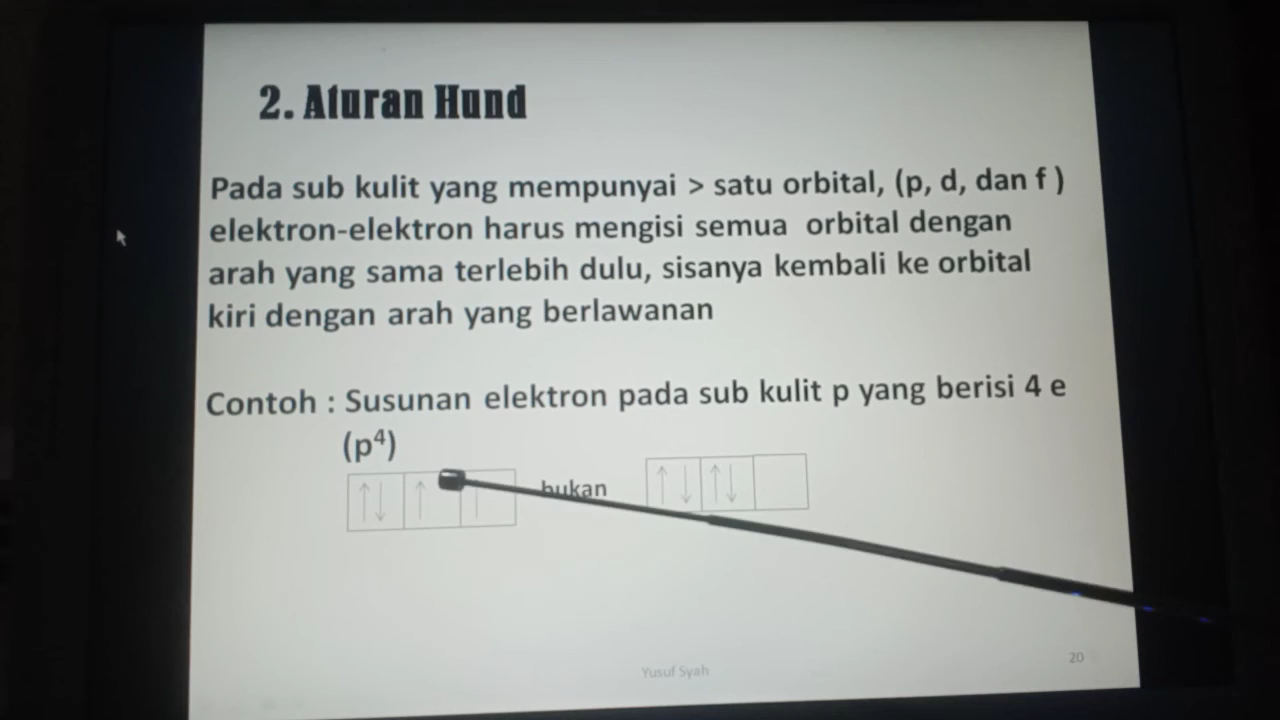 2. Aturan Hund
Pada sub kulit yang mempunyai > satu orbital, (p, d, dan f )
elektron-elektron harus mengisi semua orbital dengan
arah yang sama terlebih dulu, sisanya kembali ke orbital
kiri dengan arah yang berlawanan
Contoh : Susunan elektron pada sub kulit p yang berisi 4 e
(p⁴)
bukan
Yusuf Syah
20